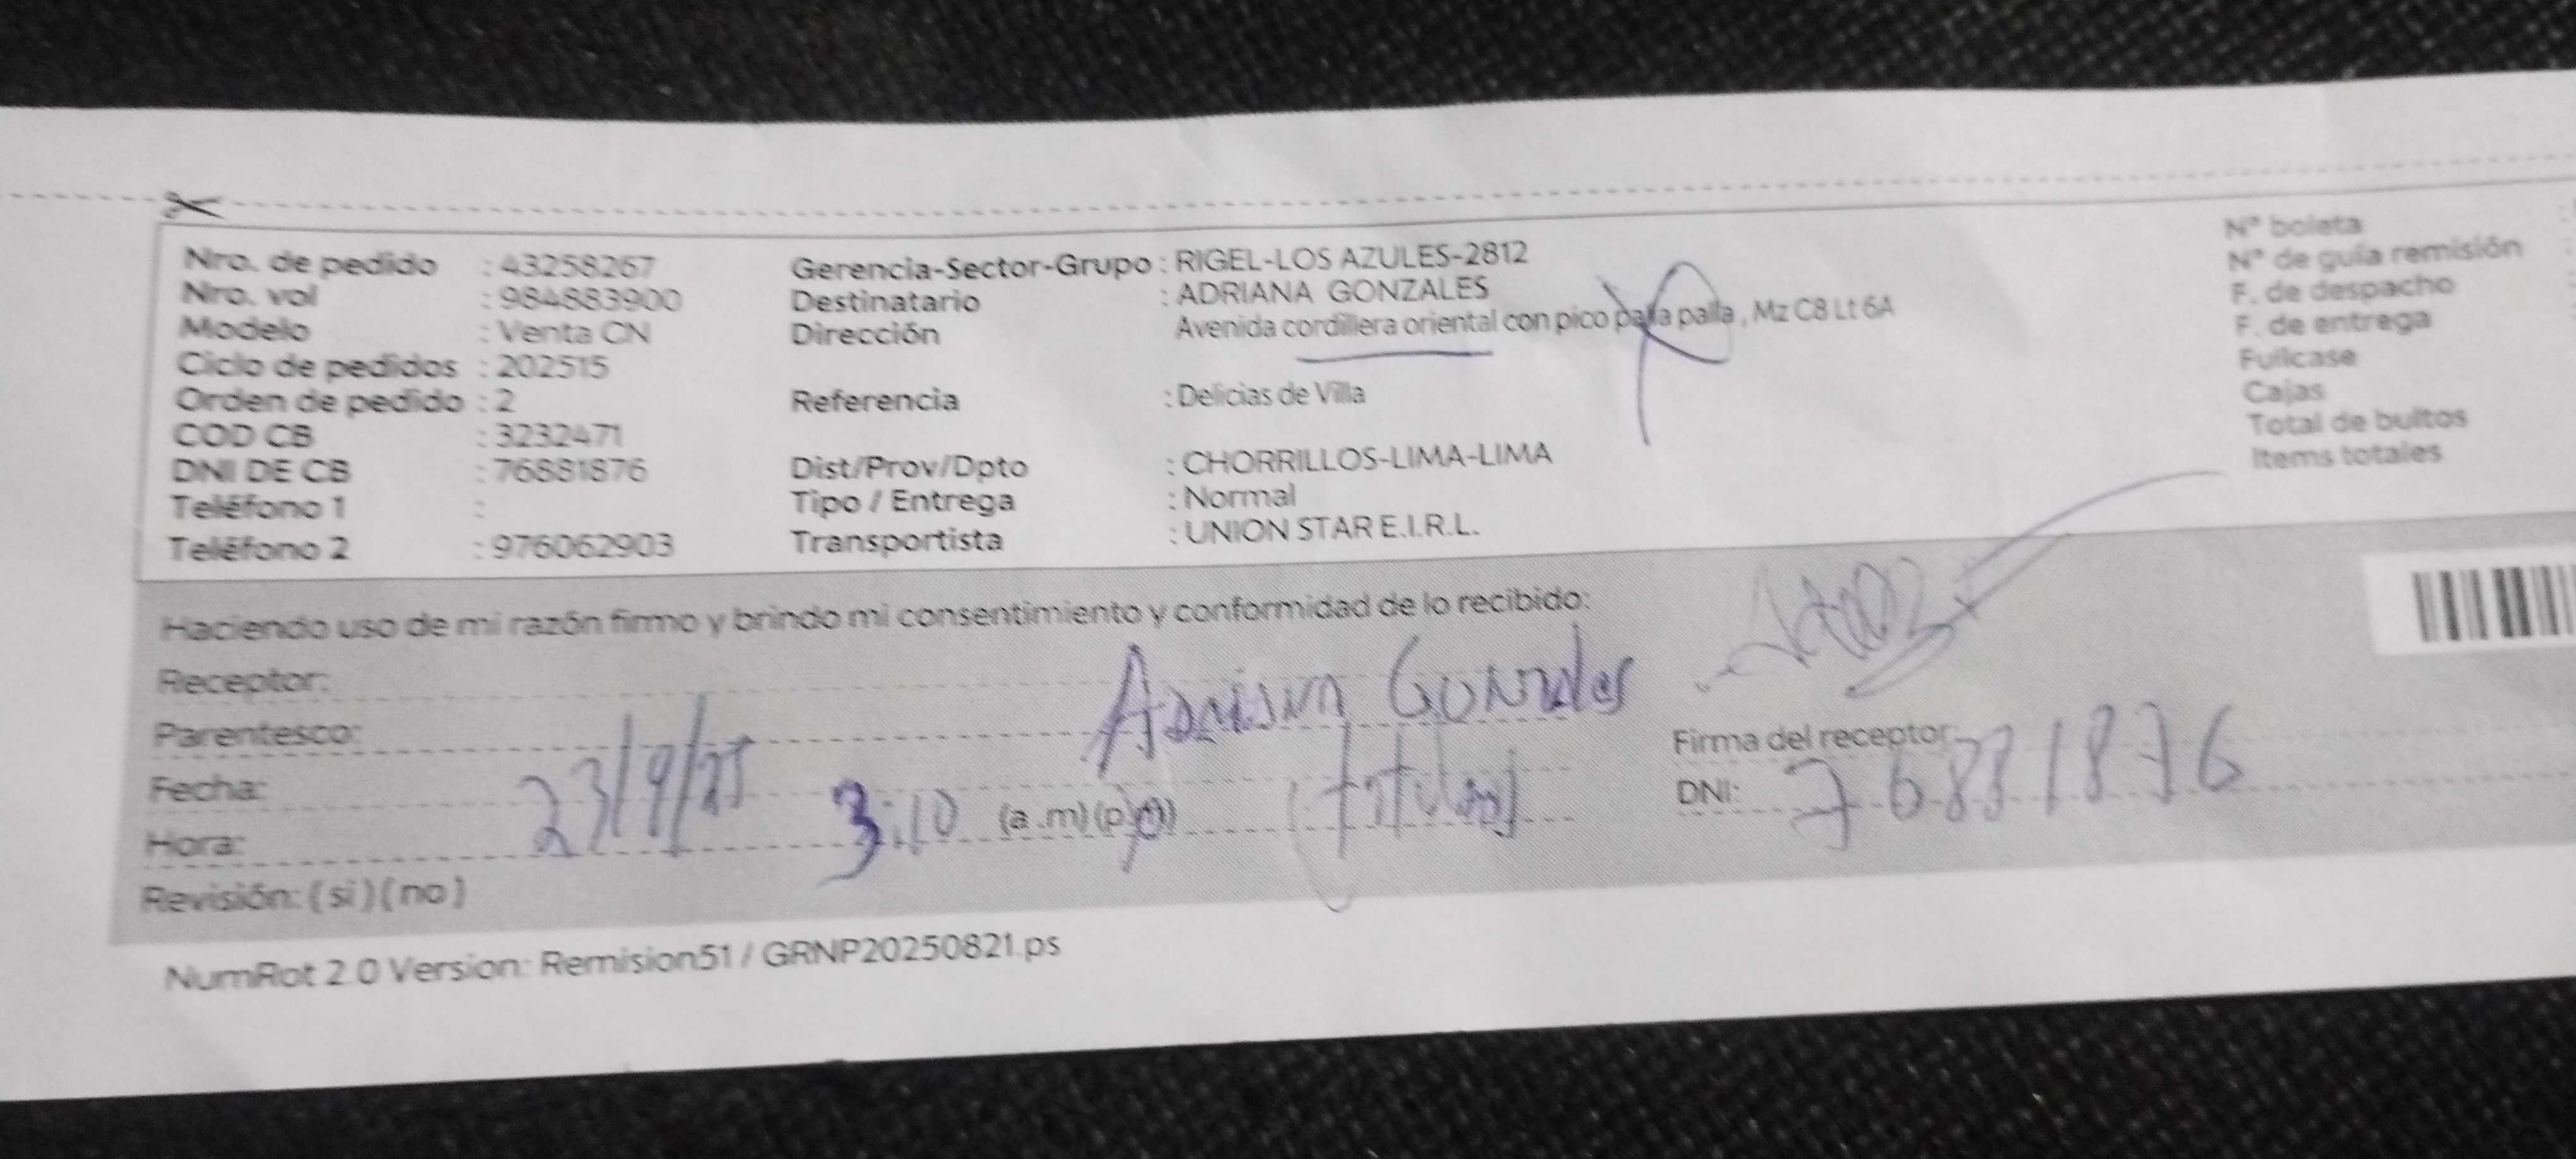 Nro. de pedido : 43258267 Gerencia-Sector-Grupo : RIGEL-LOS AZULES-2812 N° boleta
Nro. vol : 984883900 Destinatario : ADRIANA GONZALES N° de guía remisión
Modelo : Venta CN Dirección Avenida cordillera oriental con pico palla palla , Mz C8 Lt 6A F. de despacho
Ciclo de pedidos : 202515 F. de entrega
Orden de pedido : 2 Referencia : Delicias de Villa Fullcase
COD CB : 3232471 Cajas
DNI DE CB : 76881876 Dist/Prov/Dpto : CHORRILLOS-LIMA-LIMA Total de bultos
Teléfono 1 : Tipo / Entrega : Normal Items totales
Teléfono 2 : 976062903 Transportista : UNION STAR E.I.R.L.
Haciendo uso de mi razón firmo y brindo mi consentimiento y conformidad de lo recibido:
Receptor: Adriana Gonzales
Parentesco: (titular) Firma del receptor:
Fecha: 23/9/25 DNI: 76881876
Hora: 3:10 (a.m)(p.m)
Revisión: ( si ) ( no )
NumRot 2.0 Version: Remision51 / GRNP20250821.ps